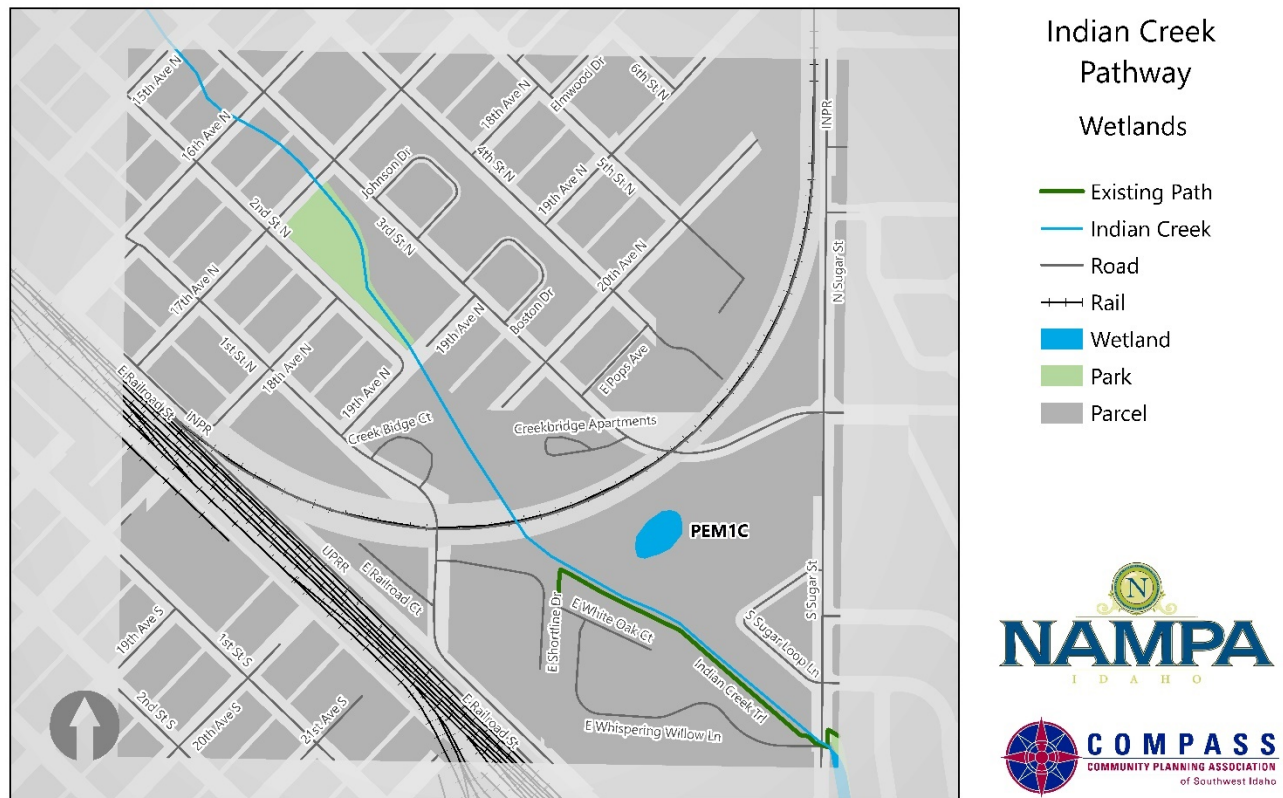 Indian Creek
Pathway
Wetlands
Existing Path
Indian Creek
Road
Rail
Wetland
Park
Parcel
N
NAMPA
IDAHO
COMPASS
COMMUNITY PLANNING ASSOCIATION
of Southwest Idaho
15th Ave N
16th Ave N
2nd St N
17th Ave N
1st St N
18th Ave N
19th Ave N
E Railroad St
INPR
Creek Bidge Ct
Johnson Dr
3rd St N
Boston Dr
19th Ave N
18th Ave N
Elmwood Dr
6th St N
4th St N
5th St N
19th Ave N
20th Ave N
E Pops Ave
Creekbridge Apartments
INPR
N Sugar St
PEM1C
S Sugar St
S Sugar Loop Ln
E White Oak Ct
E Shortline Dr
Indian Creek Trl
E Whispering Willow Ln
UPRR
E Railroad Ct
E Railroad St
19th Ave S
1st St S
2nd St S
20th Ave S
21st Ave S